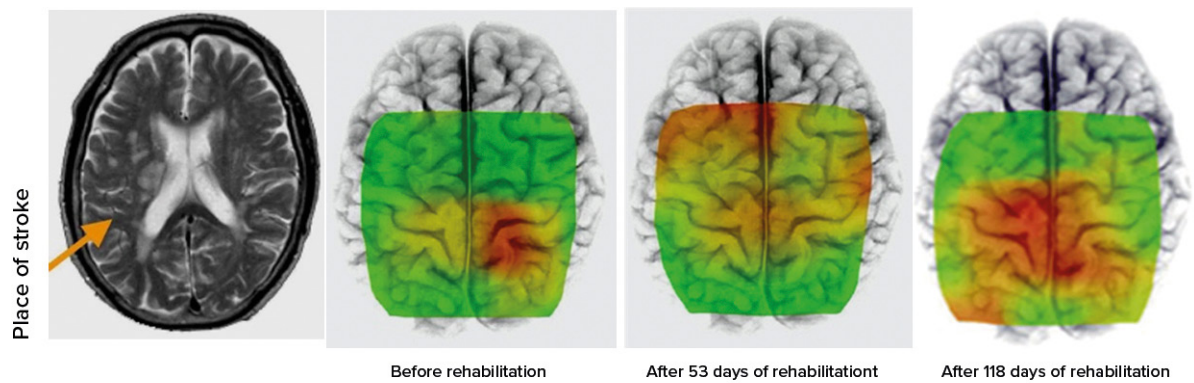 Place of stroke
Before rehabilitation
After 53 days of rehabilitationt
After 118 days of rehabilitation